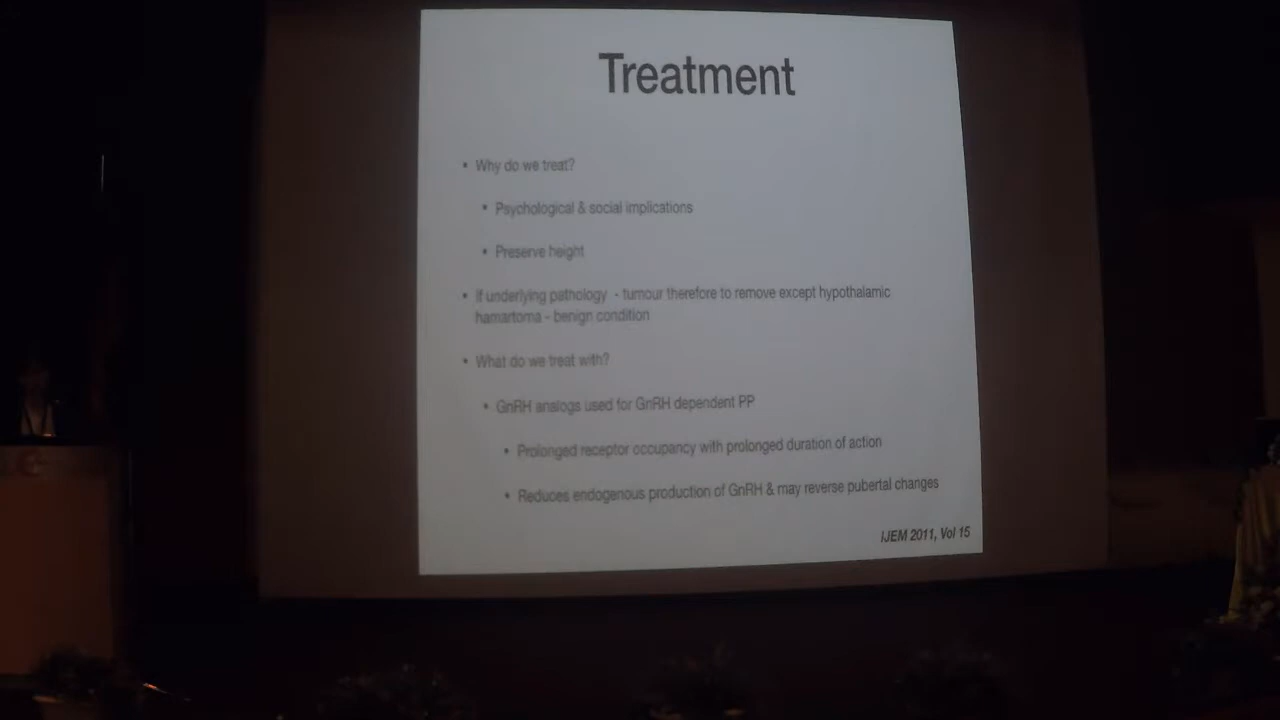 Treatment
• Why do we treat?
• Psychological & social implications
• Preserve height
• If underlying pathology - tumour therefore to remove except hypothalamic
hamartoma - benign condition
• What do we treat with?
• GnRH analogs used for GnRH dependent PP
• Prolonged receptor occupancy with prolonged duration of action
• Reduces endogenous production of GnRH & may reverse pubertal changes
IJEM 2011, Vol 15